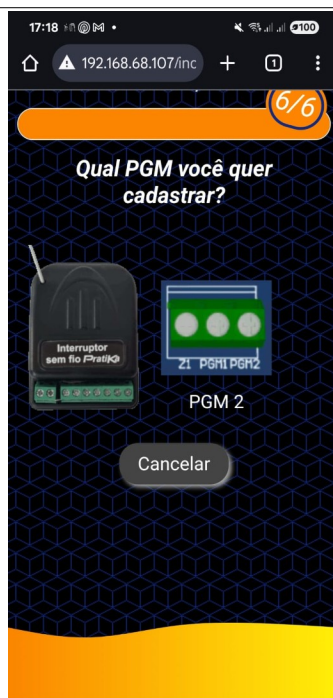 17:18
100
192.168.68.107/inc
1
6/6
Qual PGM você quer
cadastrar?
Interruptor
sem fio Pratika
Z1 PGM1 PGM2
PGM 2
Cancelar